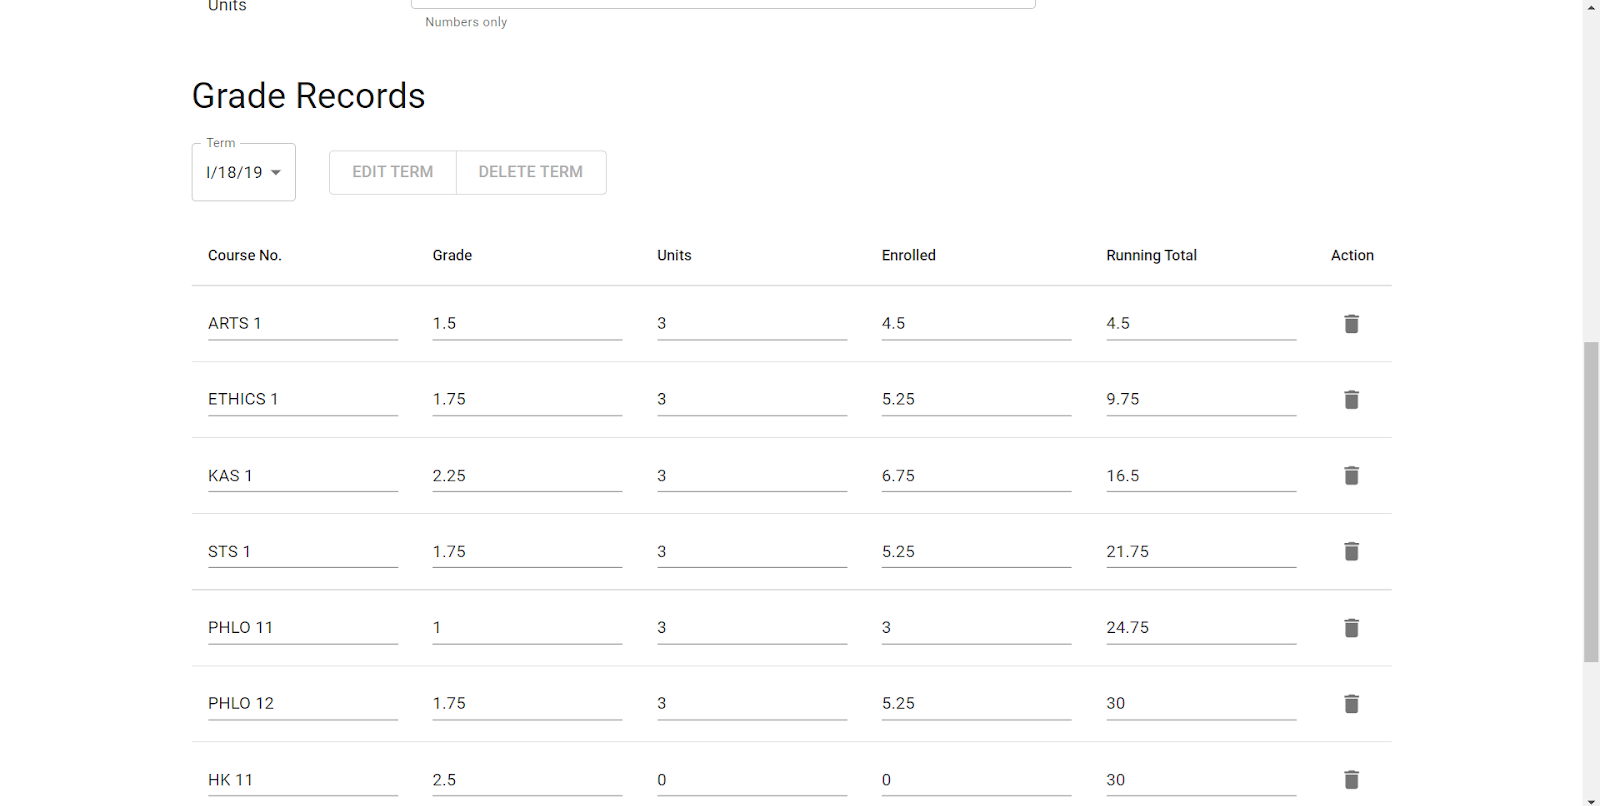 Units
Numbers only
Grade Records
Term
I/18/19
EDIT TERM DELETE TERM
Course No. Grade Units Enrolled Running Total Action
ARTS 1 1.5 3 4.5 4.5
ETHICS 1 1.75 3 5.25 9.75
KAS 1 2.25 3 6.75 16.5
STS 1 1.75 3 5.25 21.75
PHLO 11 1 3 3 24.75
PHLO 12 1.75 3 5.25 30
HK 11 2.5 0 0 30